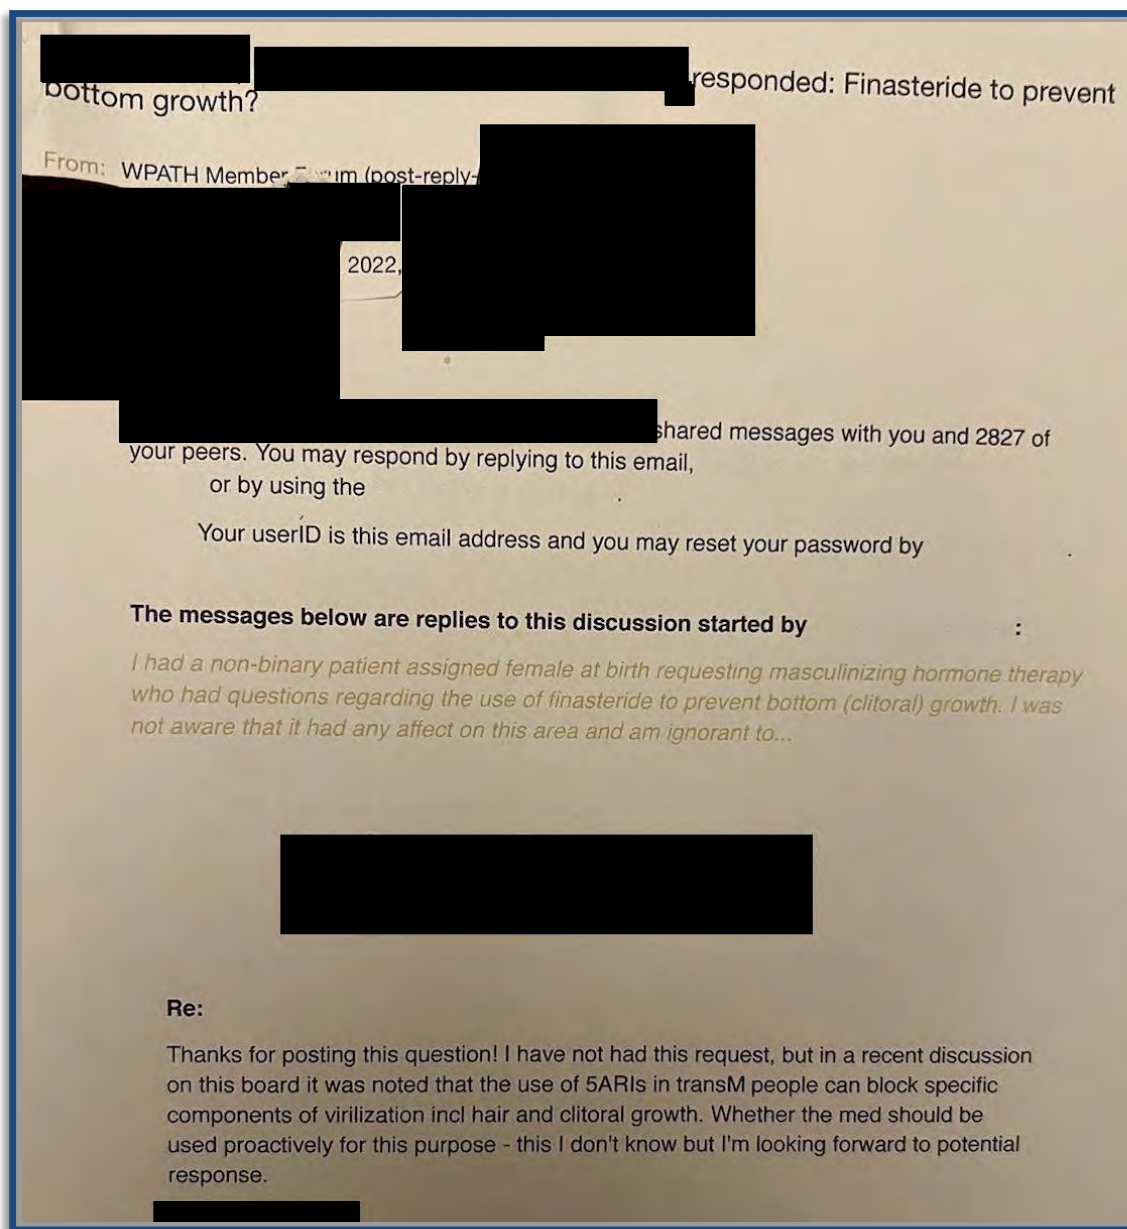 responded: Finasteride to prevent
bottom growth?
From: WPATH Member (post-reply-
2022,
shared messages with you and 2827 of
your peers. You may respond by replying to this email,
or by using the .
Your userID is this email address and you may reset your password by .
The messages below are replies to this discussion started by :
I had a non-binary patient assigned female at birth requesting masculinizing hormone therapy
who had questions regarding the use of finasteride to prevent bottom (clitoral) growth. I was
not aware that it had any affect on this area and am ignorant to...
Re:
Thanks for posting this question! I have not had this request, but in a recent discussion
on this board it was noted that the use of 5ARIs in transM people can block specific
components of virilization incl hair and clitoral growth. Whether the med should be
used proactively for this purpose - this I don't know but I'm looking forward to potential
response.